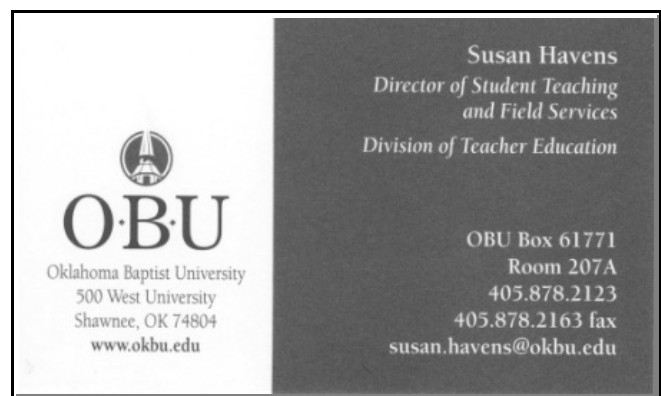 O·B·U
Oklahoma Baptist University
500 West University
Shawnee, OK 74804
www.okbu.edu
Susan Havens
Director of Student Teaching
and Field Services
Division of Teacher Education
OBU Box 61771
Room 207A
405.878.2123
405.878.2163 fax
susan.havens@okbu.edu